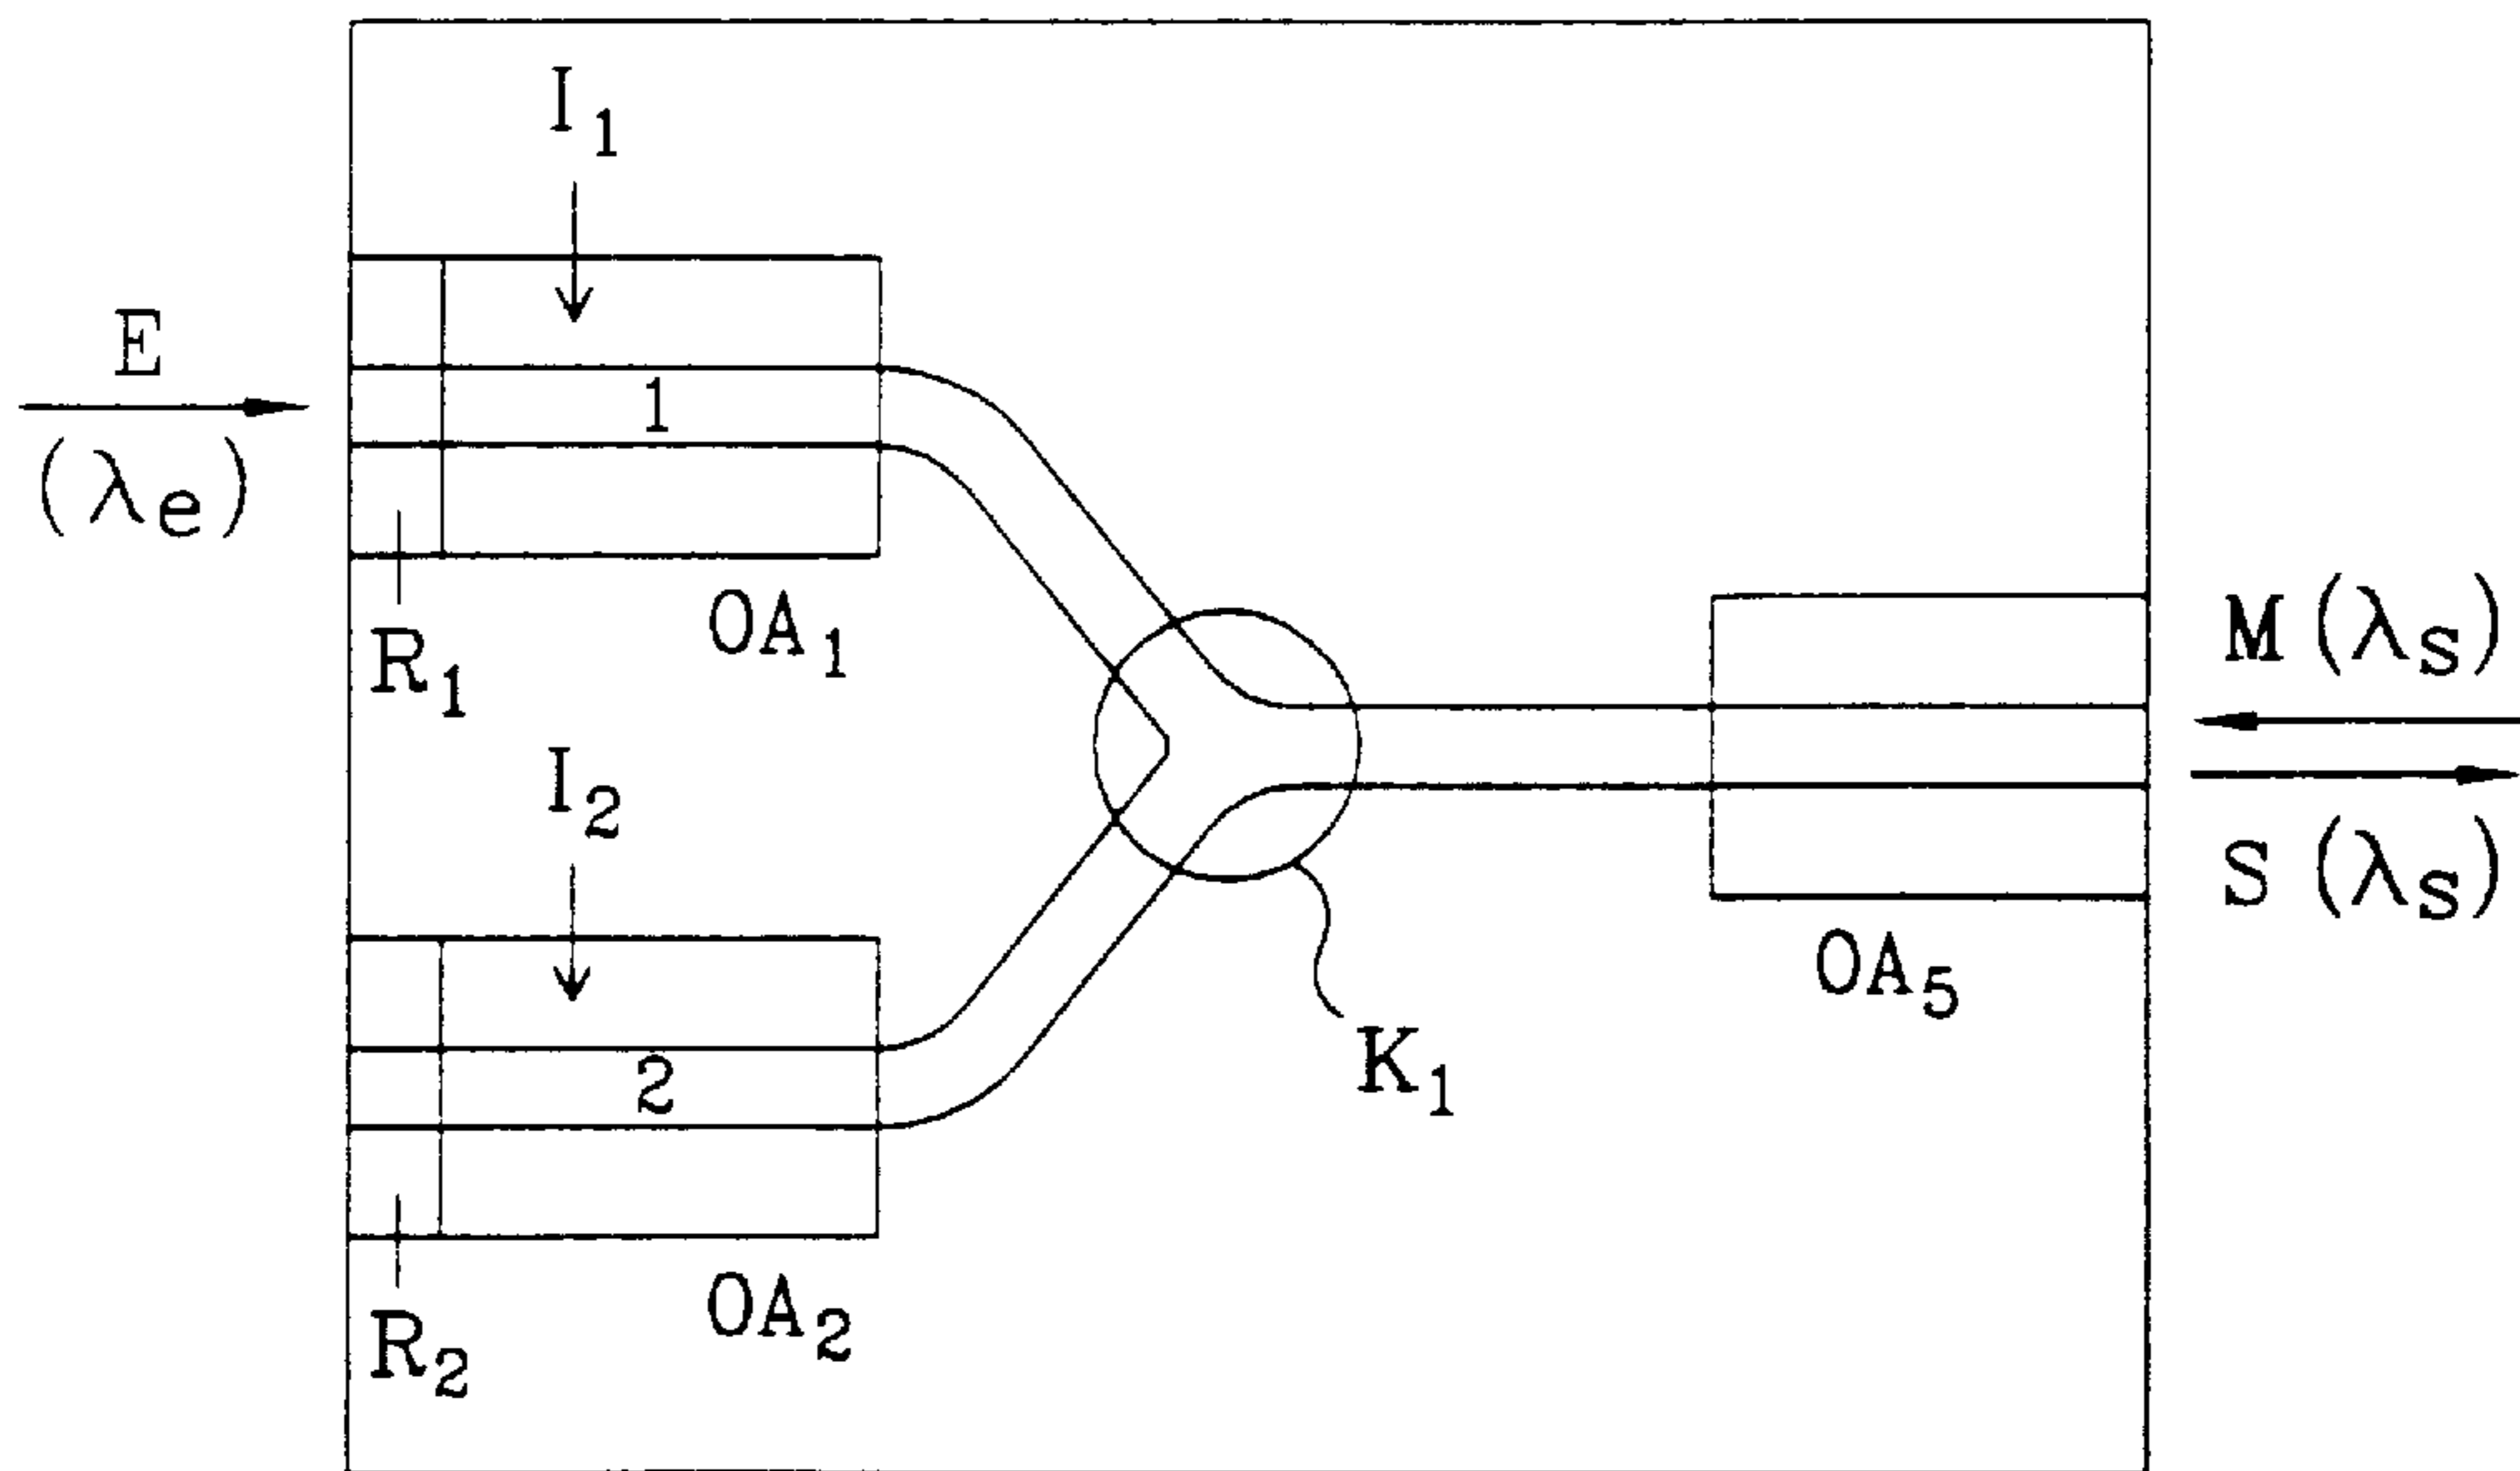 I₁
E
(λe)
1
OA₁
R₁
M(λs)
S(λs)
I₂
OA₅
K₁
2
OA₂
R₂